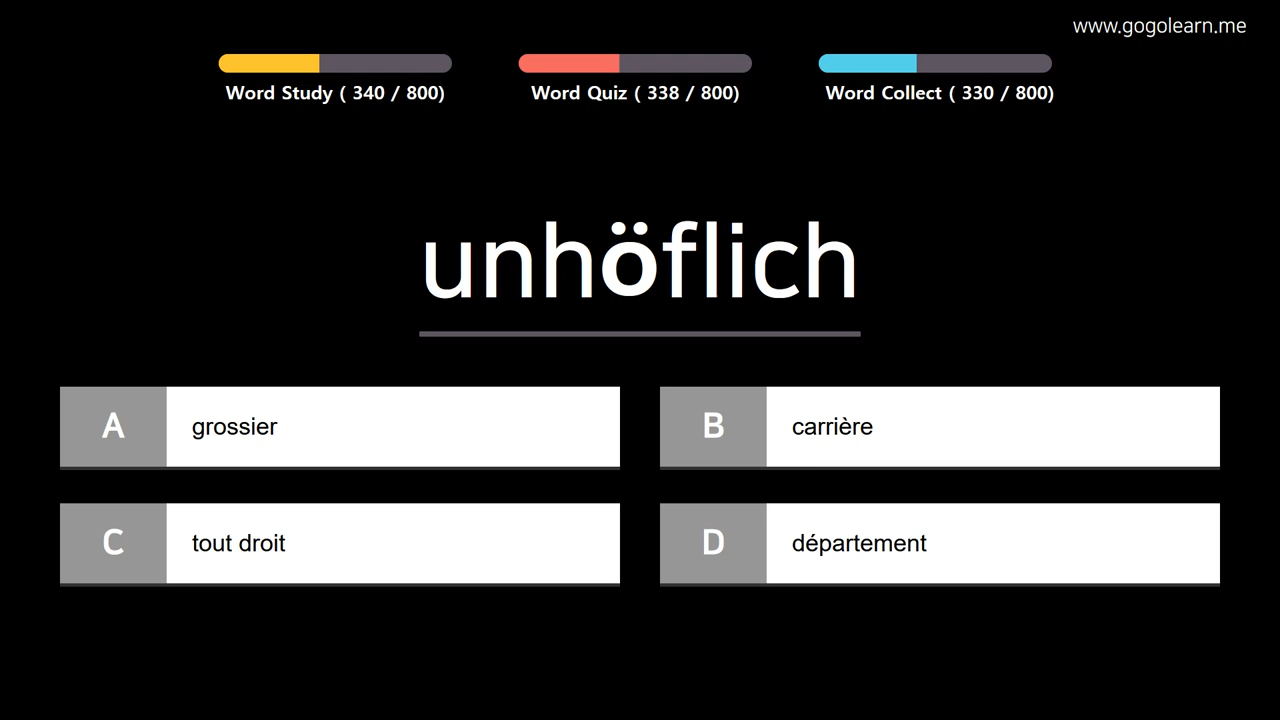 www.gogolearn.me
Word Study ( 340 / 800)
Word Quiz ( 338 / 800)
Word Collect ( 330 / 800)
unhöflich
A grossier
B carrière
C tout droit
D département